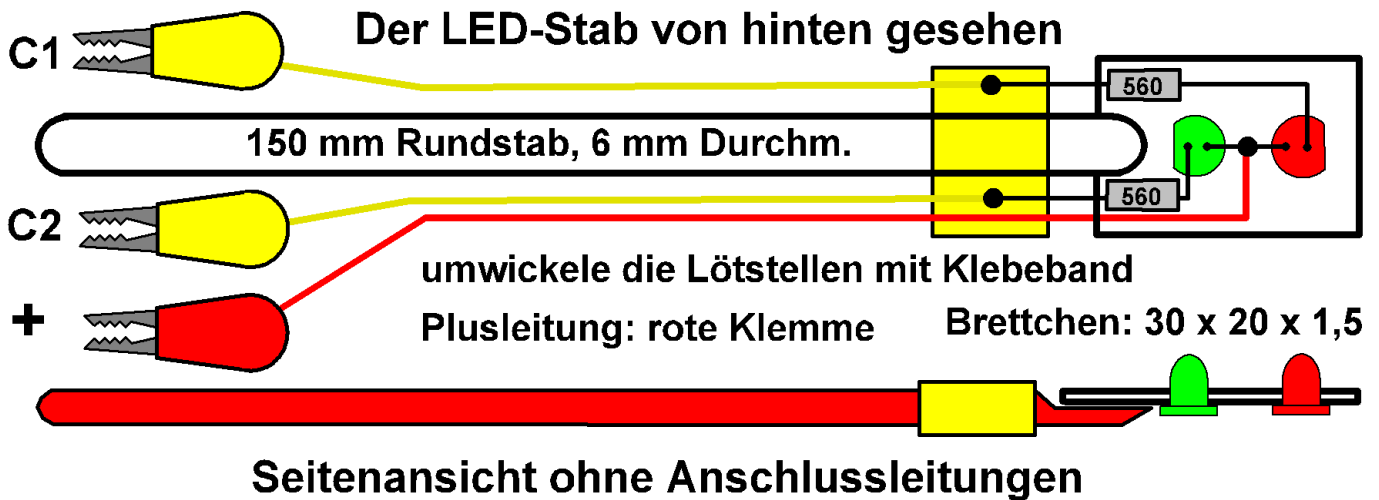 Der LED-Stab von hinten gesehen
C1
560
150 mm Rundstab, 6 mm Durchm.
560
C2
umwickele die Lötstellen mit Klebeband
+
Plusleitung: rote Klemme
Brettchen: 30 x 20 x 1,5
Seitenansicht ohne Anschlussleitungen